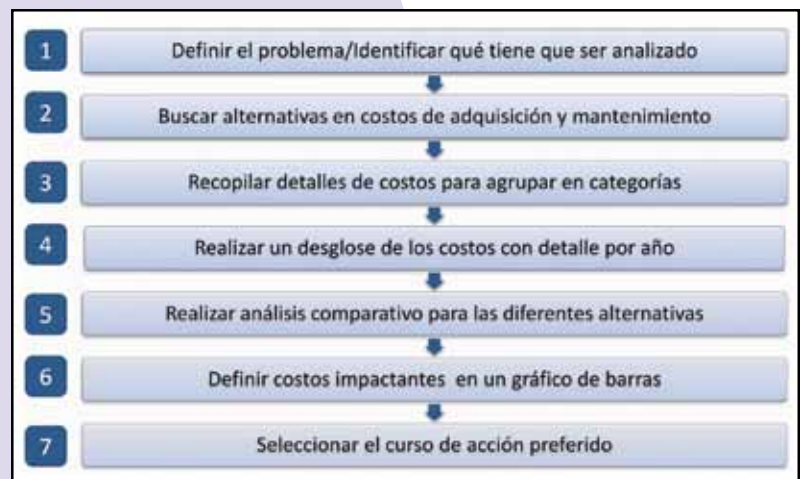 1 Definir el problema/Identificar qué tiene que ser analizado
2 Buscar alternativas en costos de adquisición y mantenimiento
3 Recopilar detalles de costos para agrupar en categorías
4 Realizar un desglose de los costos con detalle por año
5 Realizar análisis comparativo para las diferentes alternativas
6 Definir costos impactantes en un gráfico de barras
7 Seleccionar el curso de acción preferido